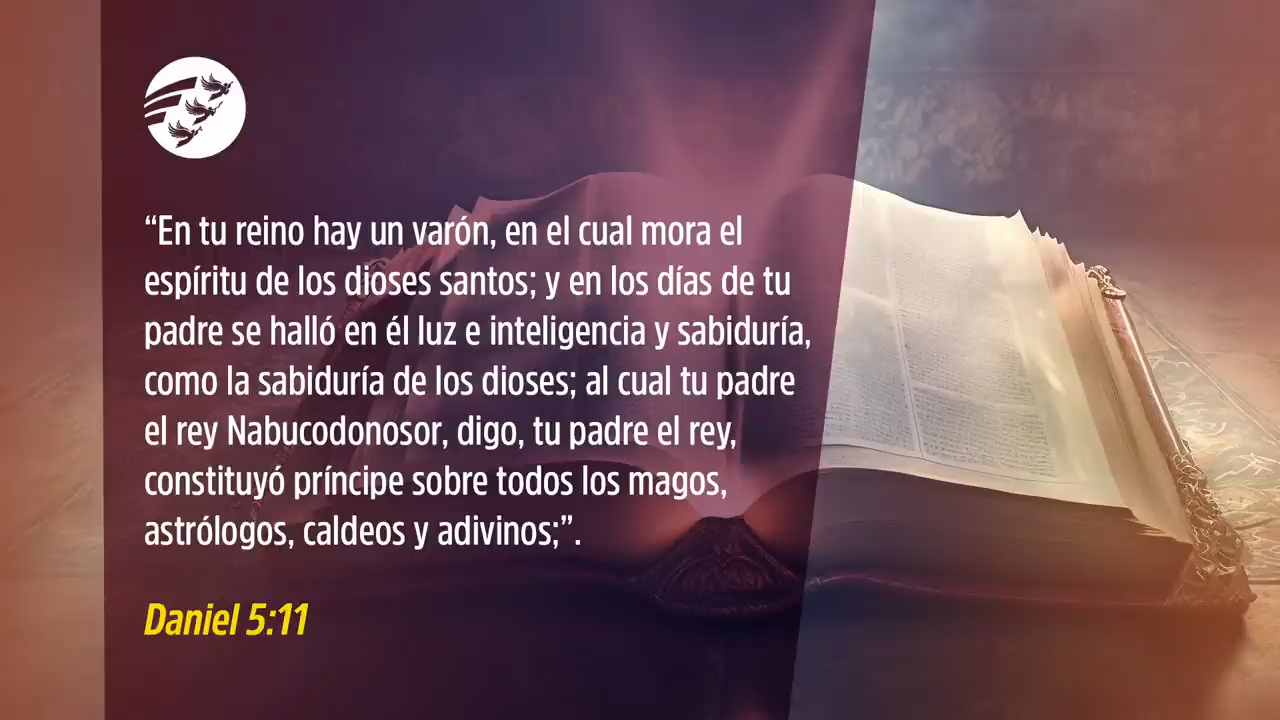 “En tu reino hay un varón, en el cual mora el
espíritu de los dioses santos; y en los días de tu
padre se halló en él luz e inteligencia y sabiduría,
como la sabiduría de los dioses; al cual tu padre
el rey Nabucodonosor, digo, tu padre el rey,
constituyó príncipe sobre todos los magos,
astrólogos, caldeos y adivinos;”.
Daniel 5:11